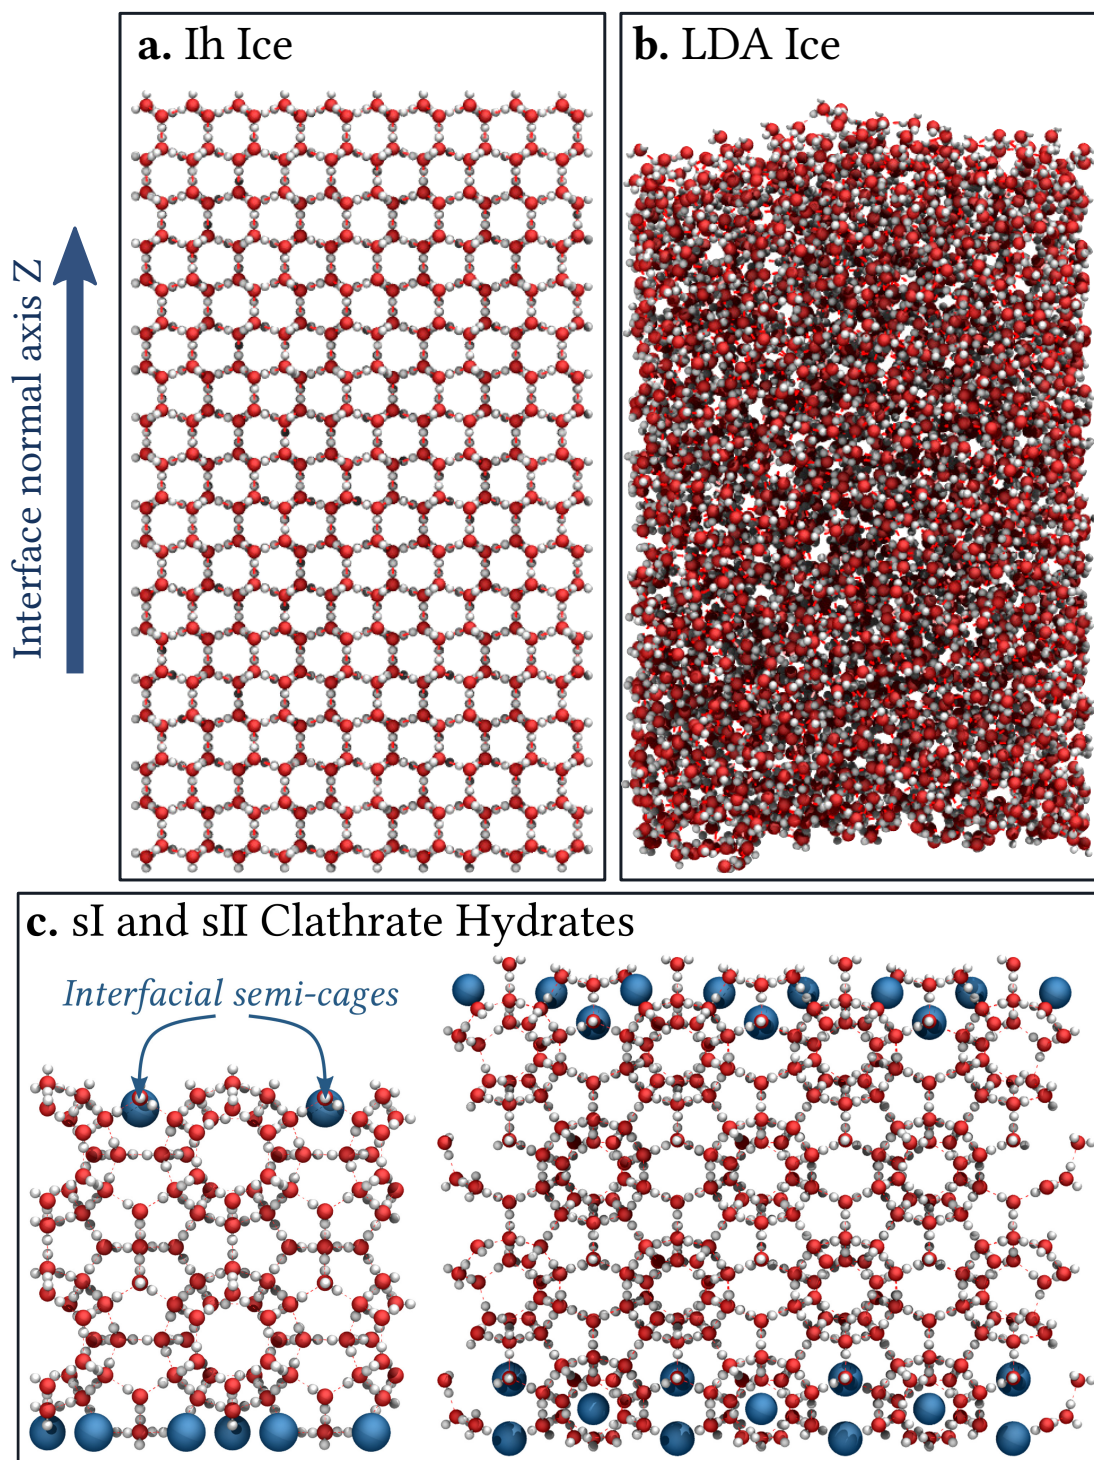 a. Ih Ice
b. LDA Ice
Interface normal axis Z
c. sI and sII Clathrate Hydrates
Interfacial semi-cages